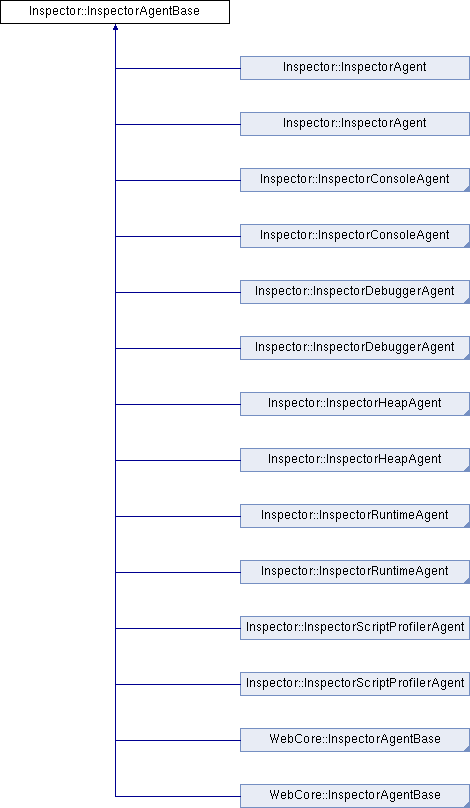 Inspector::InspectorAgentBase
Inspector::InspectorAgent
Inspector::InspectorAgent
Inspector::InspectorConsoleAgent
Inspector::InspectorConsoleAgent
Inspector::InspectorDebuggerAgent
Inspector::InspectorDebuggerAgent
Inspector::InspectorHeapAgent
Inspector::InspectorHeapAgent
Inspector::InspectorRuntimeAgent
Inspector::InspectorRuntimeAgent
Inspector::InspectorScriptProfilerAgent
Inspector::InspectorScriptProfilerAgent
WebCore::InspectorAgentBase
WebCore::InspectorAgentBase